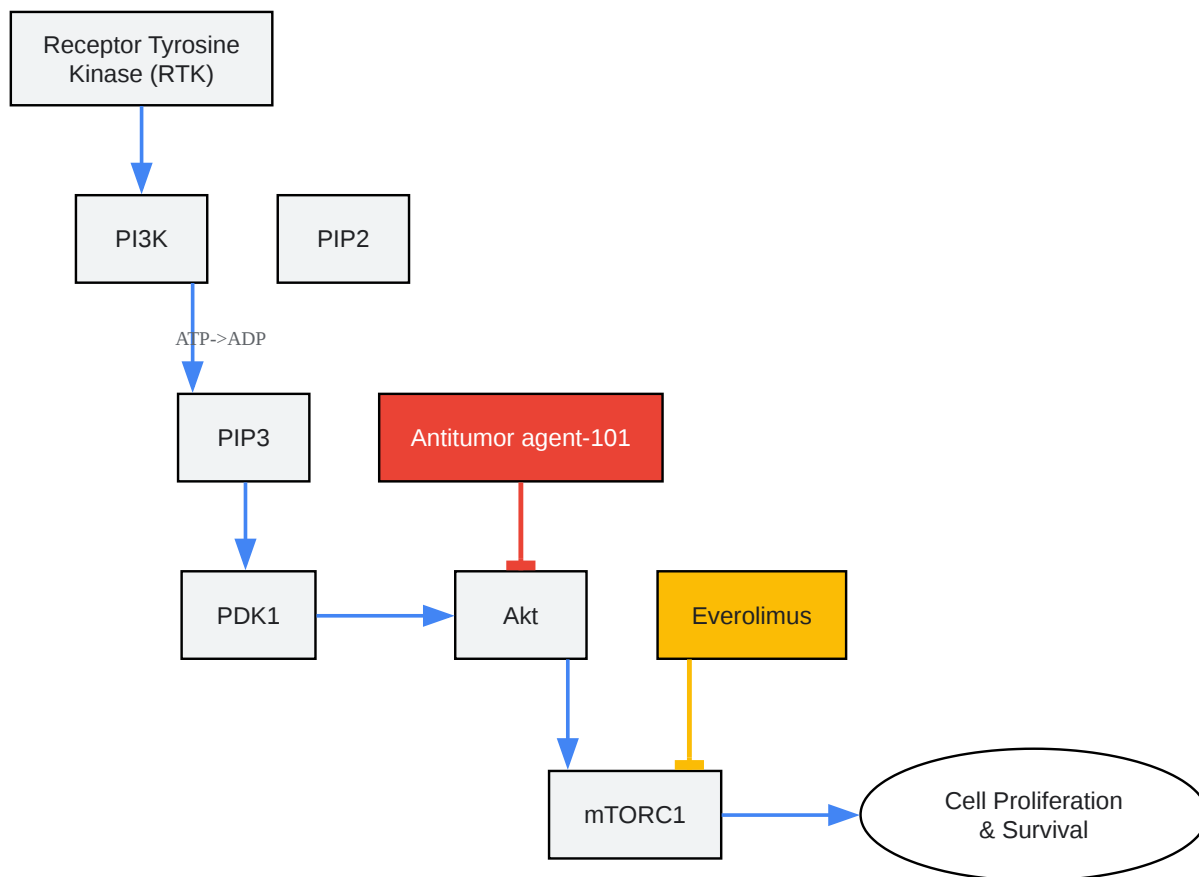 Receptor Tyrosine
Kinase (RTK)
PI3K
PIP2
ATP->ADP
PIP3
Antitumor agent-101
PDK1
Akt
Everolimus
mTORC1
Cell Proliferation
& Survival